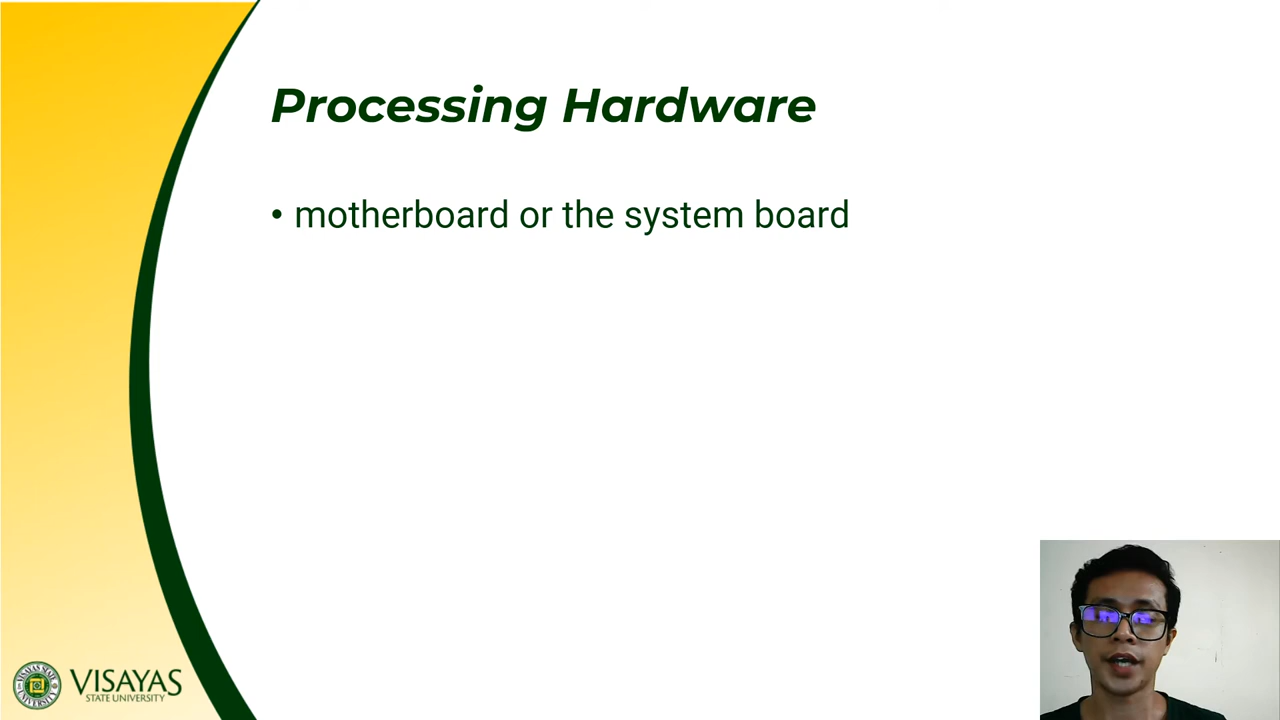 Processing Hardware
• motherboard or the system board
VISAYAS
STATE UNIVERSITY